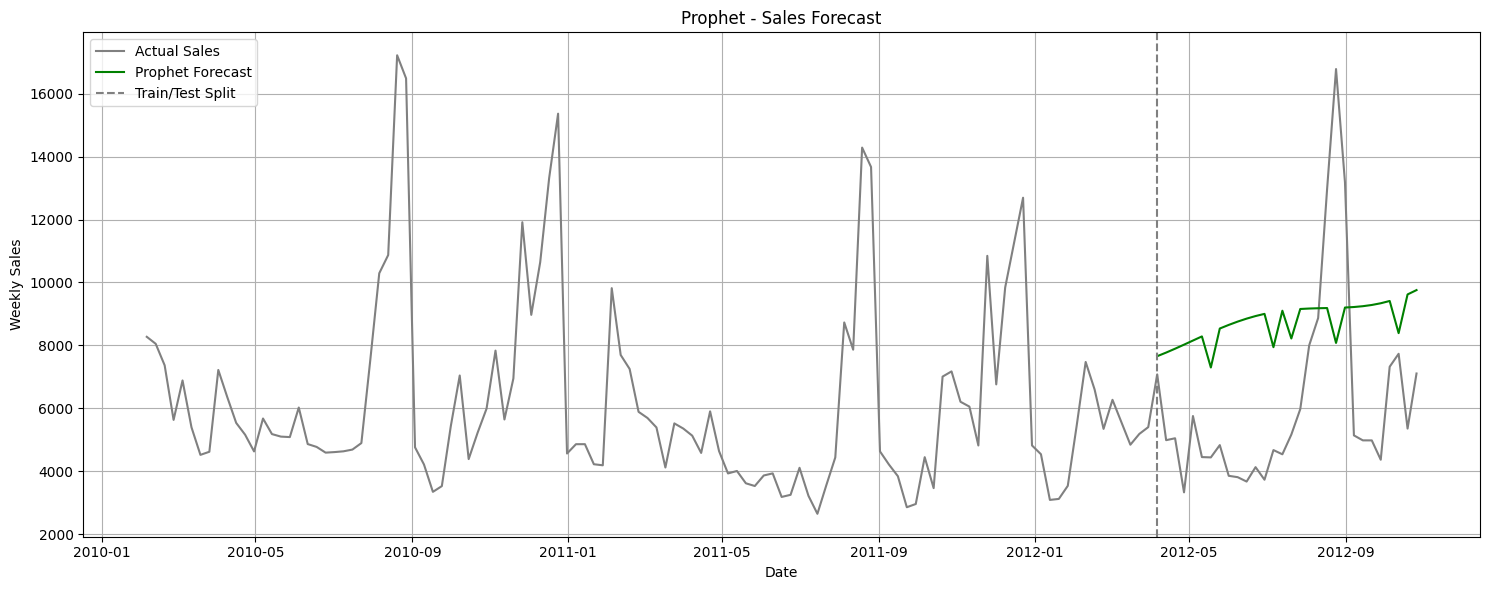 Prophet - Sales Forecast
Actual Sales
Prophet Forecast
Train/Test Split
Weekly Sales
16000
14000
12000
10000
8000
6000
4000
2000
2010-01
2010-05
2010-09
2011-01
2011-05
2011-09
2012-01
2012-05
2012-09
Date